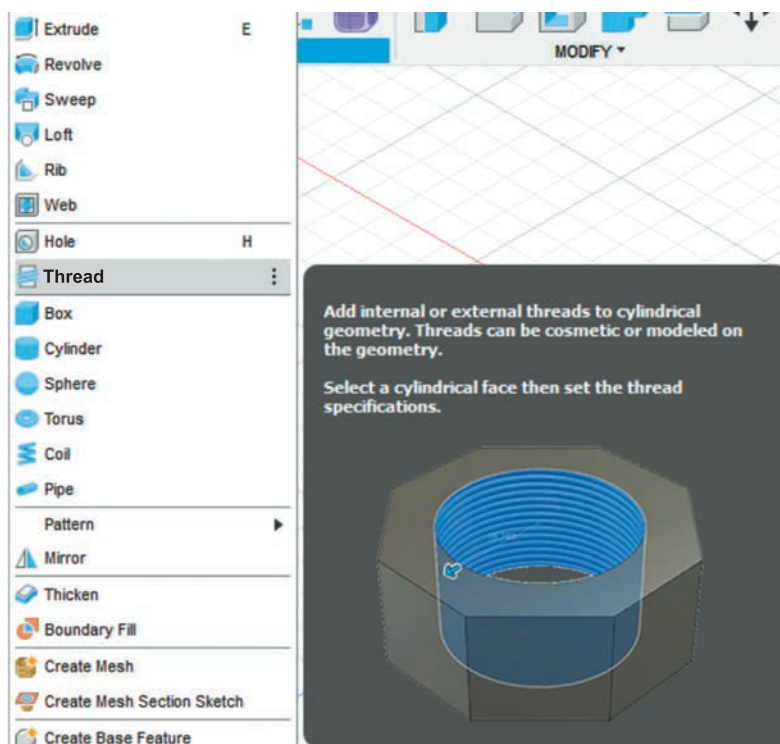 Extrude E
Revolve
Sweep
Loft
Rib
Web
Hole H
Thread
Box
Cylinder
Sphere
Torus
Coil
Pipe
Pattern
Mirror
Thicken
Boundary Fill
Create Mesh
Create Mesh Section Sketch
Create Base Feature
MODIFY
Add internal or external threads to cylindrical
geometry. Threads can be cosmetic or modeled on
the geometry.
Select a cylindrical face then set the thread
specifications.